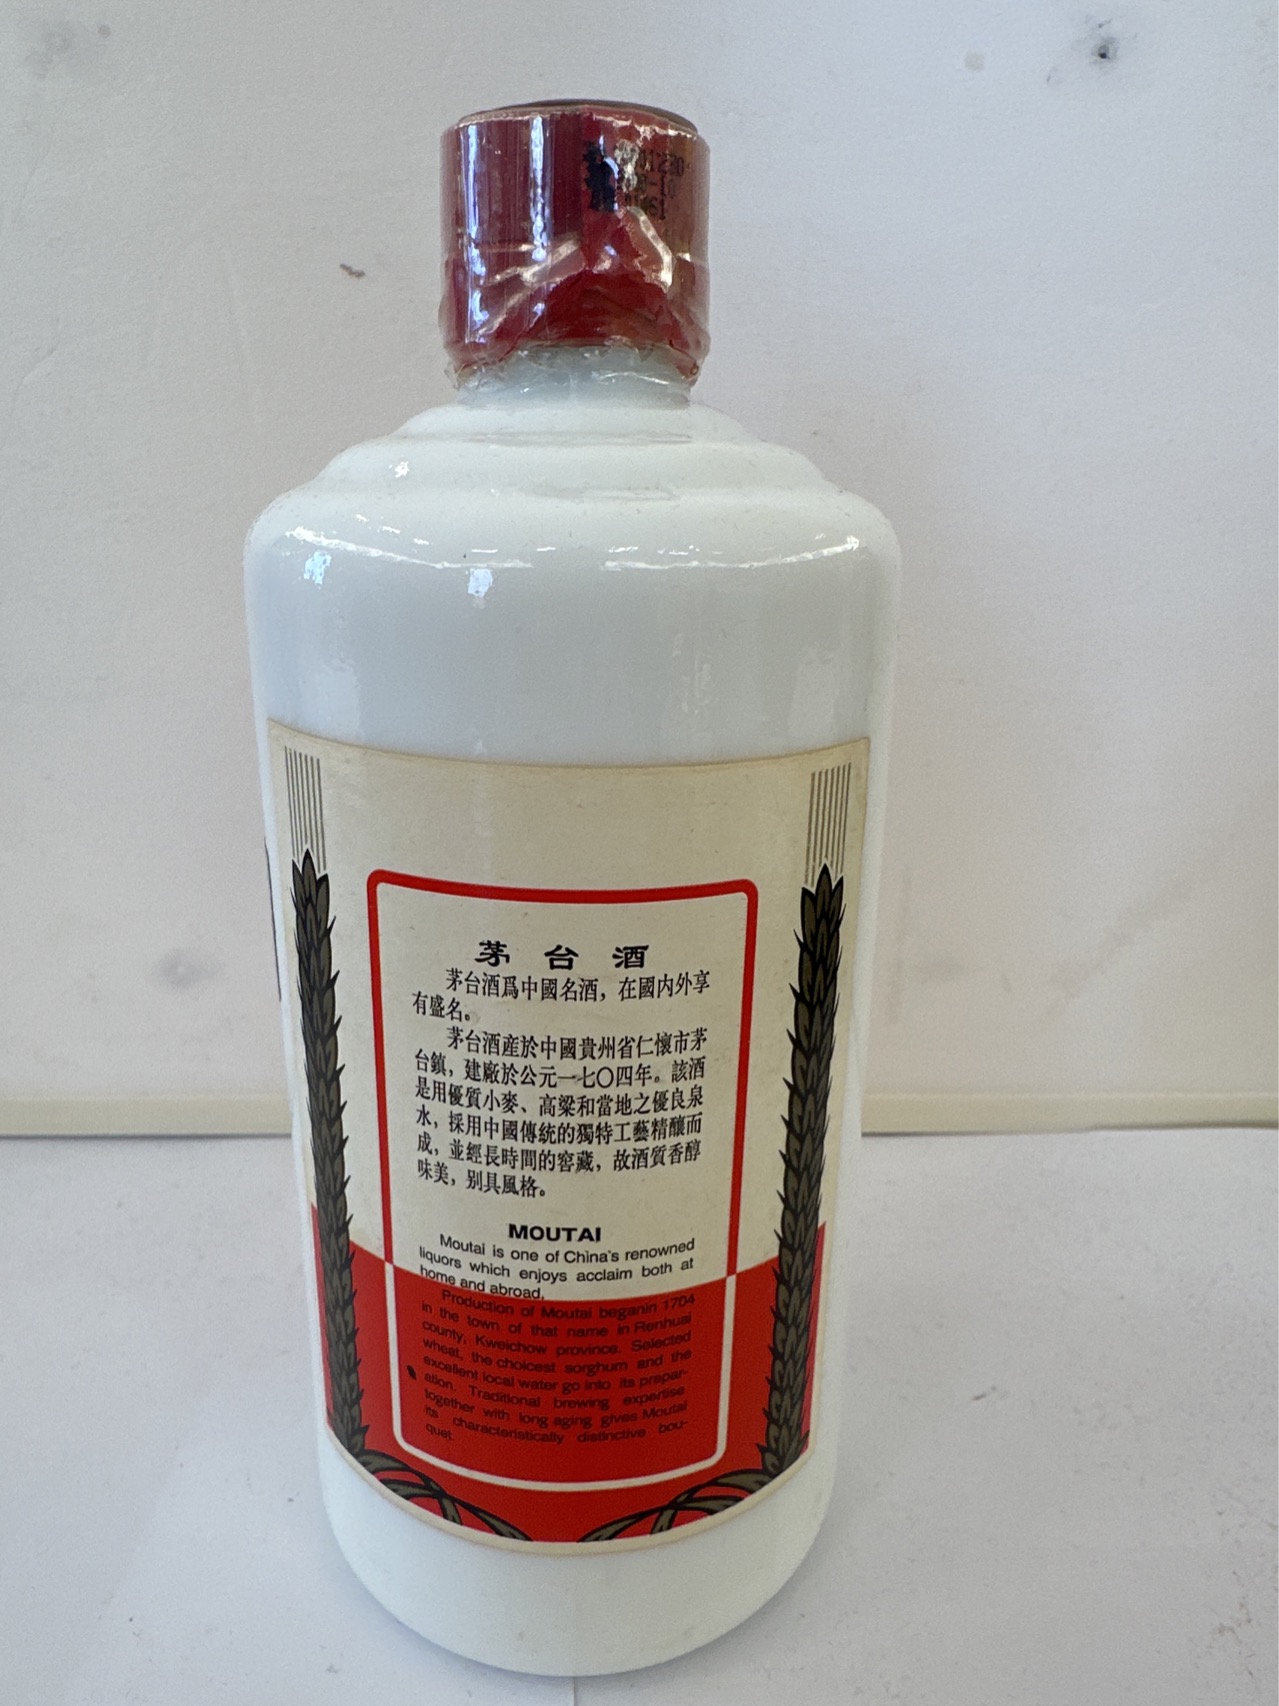 茅台酒
茅台酒爲中國名酒，在國内外享
有盛名。
茅台酒産於中國貴州省仁懷市茅
台鎮，建廠於公元一七〇四年。該酒
是用優質小麥、高粱和當地之優良泉
水，採用中國傳統的獨特工藝精釀而
成，並經長時間的窖藏，故酒質香醇
味美，别具風格。
MOUTAI
Moutai is one of China's renowned
liquors which enjoys acclaim both at
home and abroad.
Production of Moutai beganin 1704
in the town of that name in Renhuai
county, Kweichow province. Selected
wheat, the choicest sorghum and the
excellent local water go into its prepar-
ation. Traditional brewing expertise
together with long aging gives Moutai
its characteristically distinctive bou-
quet.